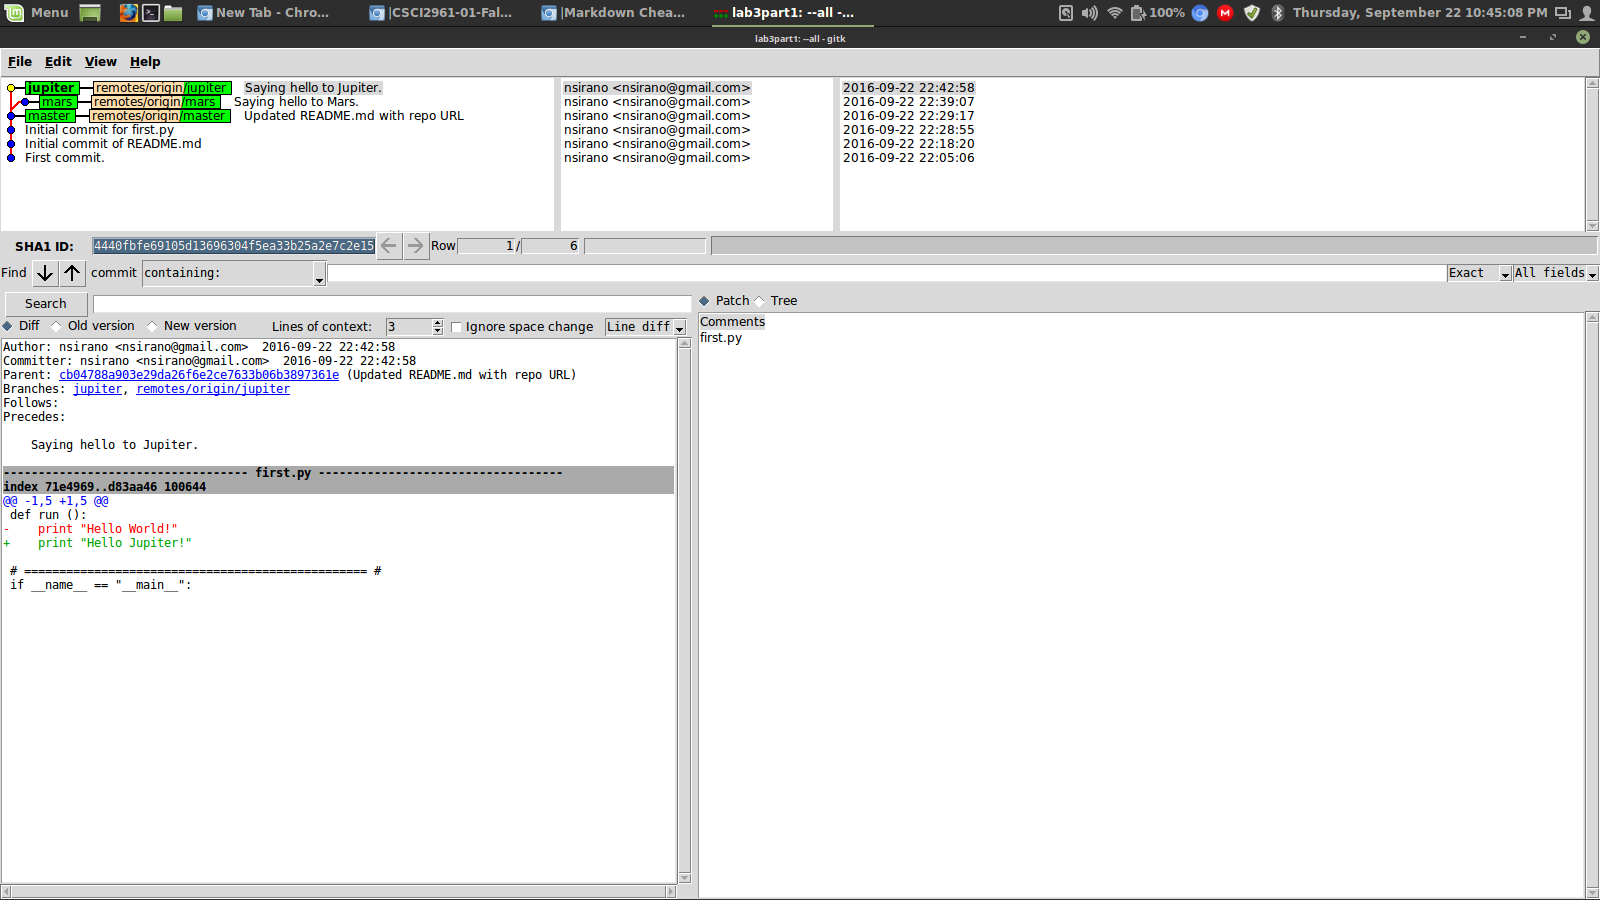 Menu New Tab - Chro... |CSCI2961-01-Fal... |Markdown Chea... lab3part1: --all -... 100% M Thursday, September 22 10:45:08 PM
lab3part1: --all - gitk
File Edit View Help
jupiter remotes/origin/jupiter Saying hello to Jupiter. nsirano <nsirano@gmail.com> 2016-09-22 22:42:58
mars remotes/origin/mars Saying hello to Mars. nsirano <nsirano@gmail.com> 2016-09-22 22:39:07
master remotes/origin/master Updated README.md with repo URL nsirano <nsirano@gmail.com> 2016-09-22 22:29:17
Initial commit for first.py nsirano <nsirano@gmail.com> 2016-09-22 22:28:55
Initial commit of README.md nsirano <nsirano@gmail.com> 2016-09-22 22:18:20
First commit. nsirano <nsirano@gmail.com> 2016-09-22 22:05:06
SHA1 ID: 4440fbfe69105d13696304f5ea33b25a2e7c2e15 Row 1 / 6
Find commit containing: Exact All fields
Search Patch Tree
Diff Old version New version Lines of context: 3 Ignore space change Line diff
Comments
first.py
Author: nsirano <nsirano@gmail.com>  2016-09-22 22:42:58
Committer: nsirano <nsirano@gmail.com>  2016-09-22 22:42:58
Parent: cb04788a903e29da26f6e2ce7633b06b3897361e (Updated README.md with repo URL)
Branches: jupiter, remotes/origin/jupiter
Follows:
Precedes:
Saying hello to Jupiter.
----------------------------------- first.py -----------------------------------
index 71e4969..d83aa46 100644
@@ -1,5 +1,5 @@
def run ():
-    print "Hello World!"
+    print "Hello Jupiter!"
# ================================================= #
if __name__ == "__main__":